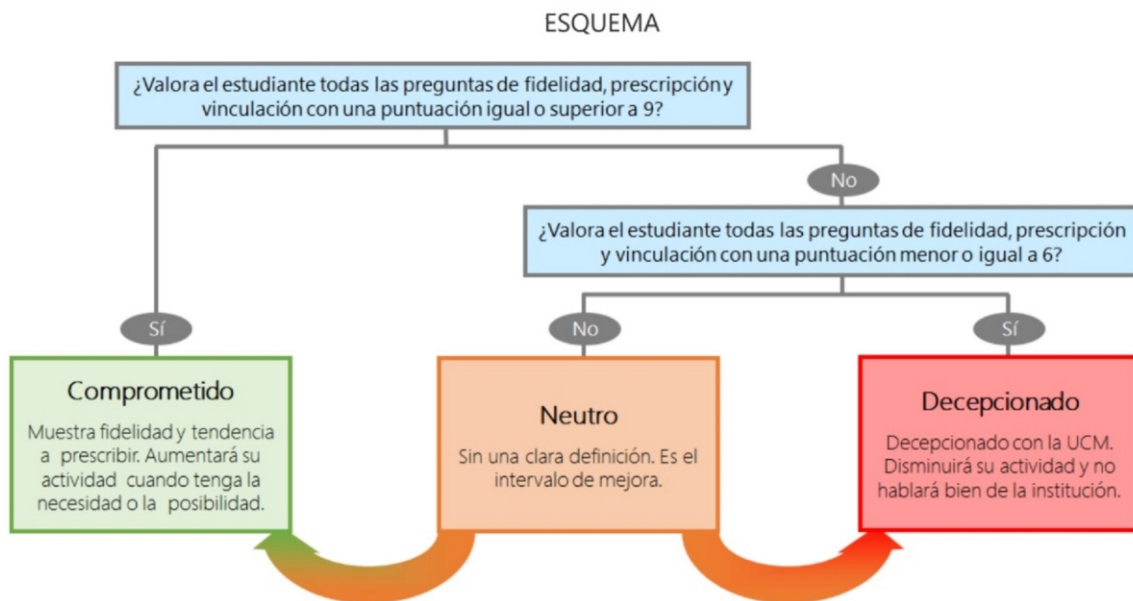 ESQUEMA
¿Valora el estudiante todas las preguntas de fidelidad, prescripción y
vinculación con una puntuación igual o superior a 9?
No
¿Valora el estudiante todas las preguntas de fidelidad, prescripción
y vinculación con una puntuación menor o igual a 6?
Sí
No
Sí
Comprometido
Muestra fidelidad y tendencia
a prescribir. Aumentará su
actividad cuando tenga la
necesidad o la posibilidad.
Neutro
Sin una clara definición. Es el
intervalo de mejora.
Decepcionado
Decepcionado con la UCM.
Disminuirá su actividad y no
hablará bien de la institución.